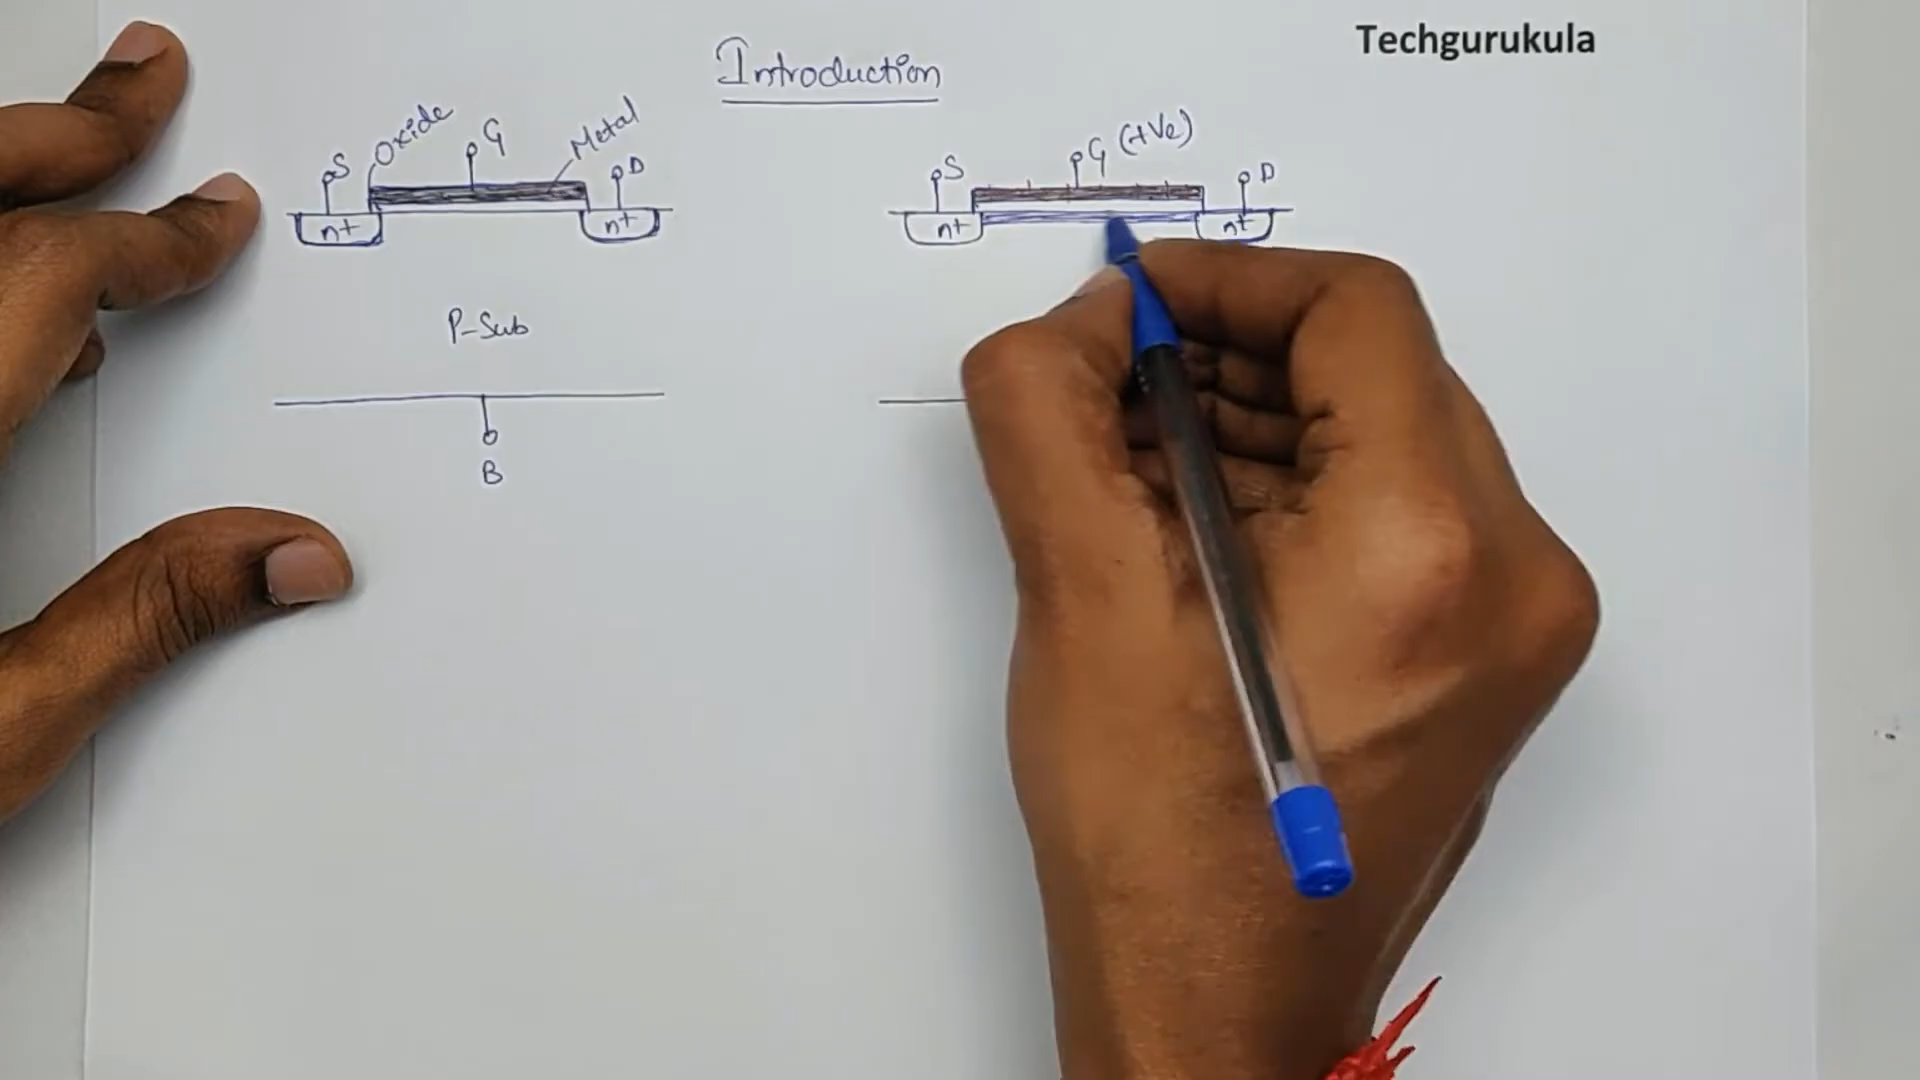 Techgurukula
Introduction
S
Oxide
G
Metal
D
n+
n+
P-Sub
B
S
G (+Ve)
D
n+
n+